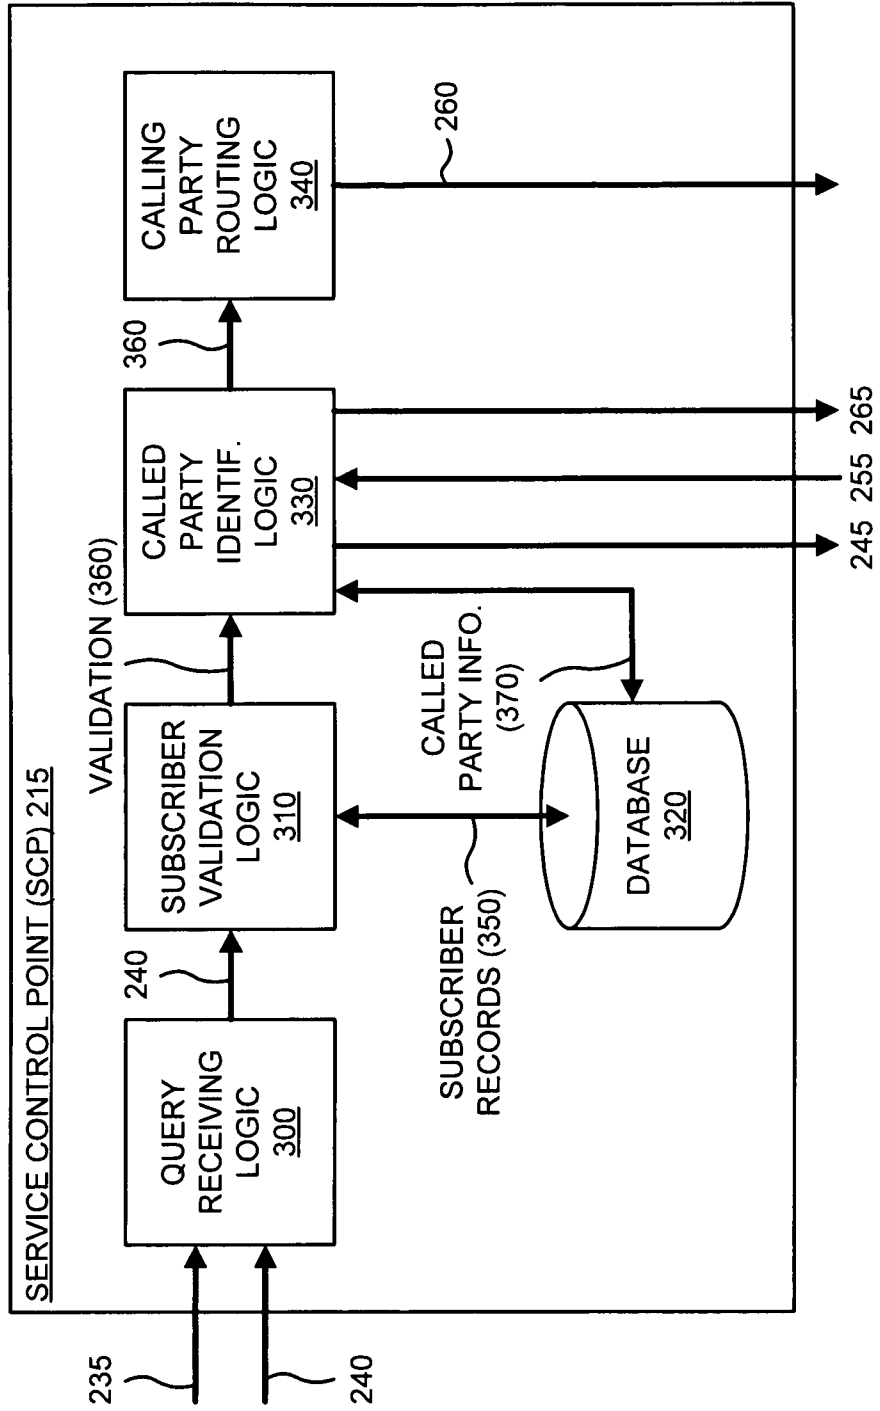 SERVICE CONTROL POINT (SCP) 215
235
240
QUERY
RECEIVING
LOGIC
300
240
SUBSCRIBER
VALIDATION
LOGIC
310
VALIDATION (360)
CALLED
PARTY
IDENTIF.
LOGIC
330
360
CALLING
PARTY
ROUTING
LOGIC
340
SUBSCRIBER
RECORDS (350)
CALLED
PARTY INFO.
(370)
DATABASE
320
245
255
265
260